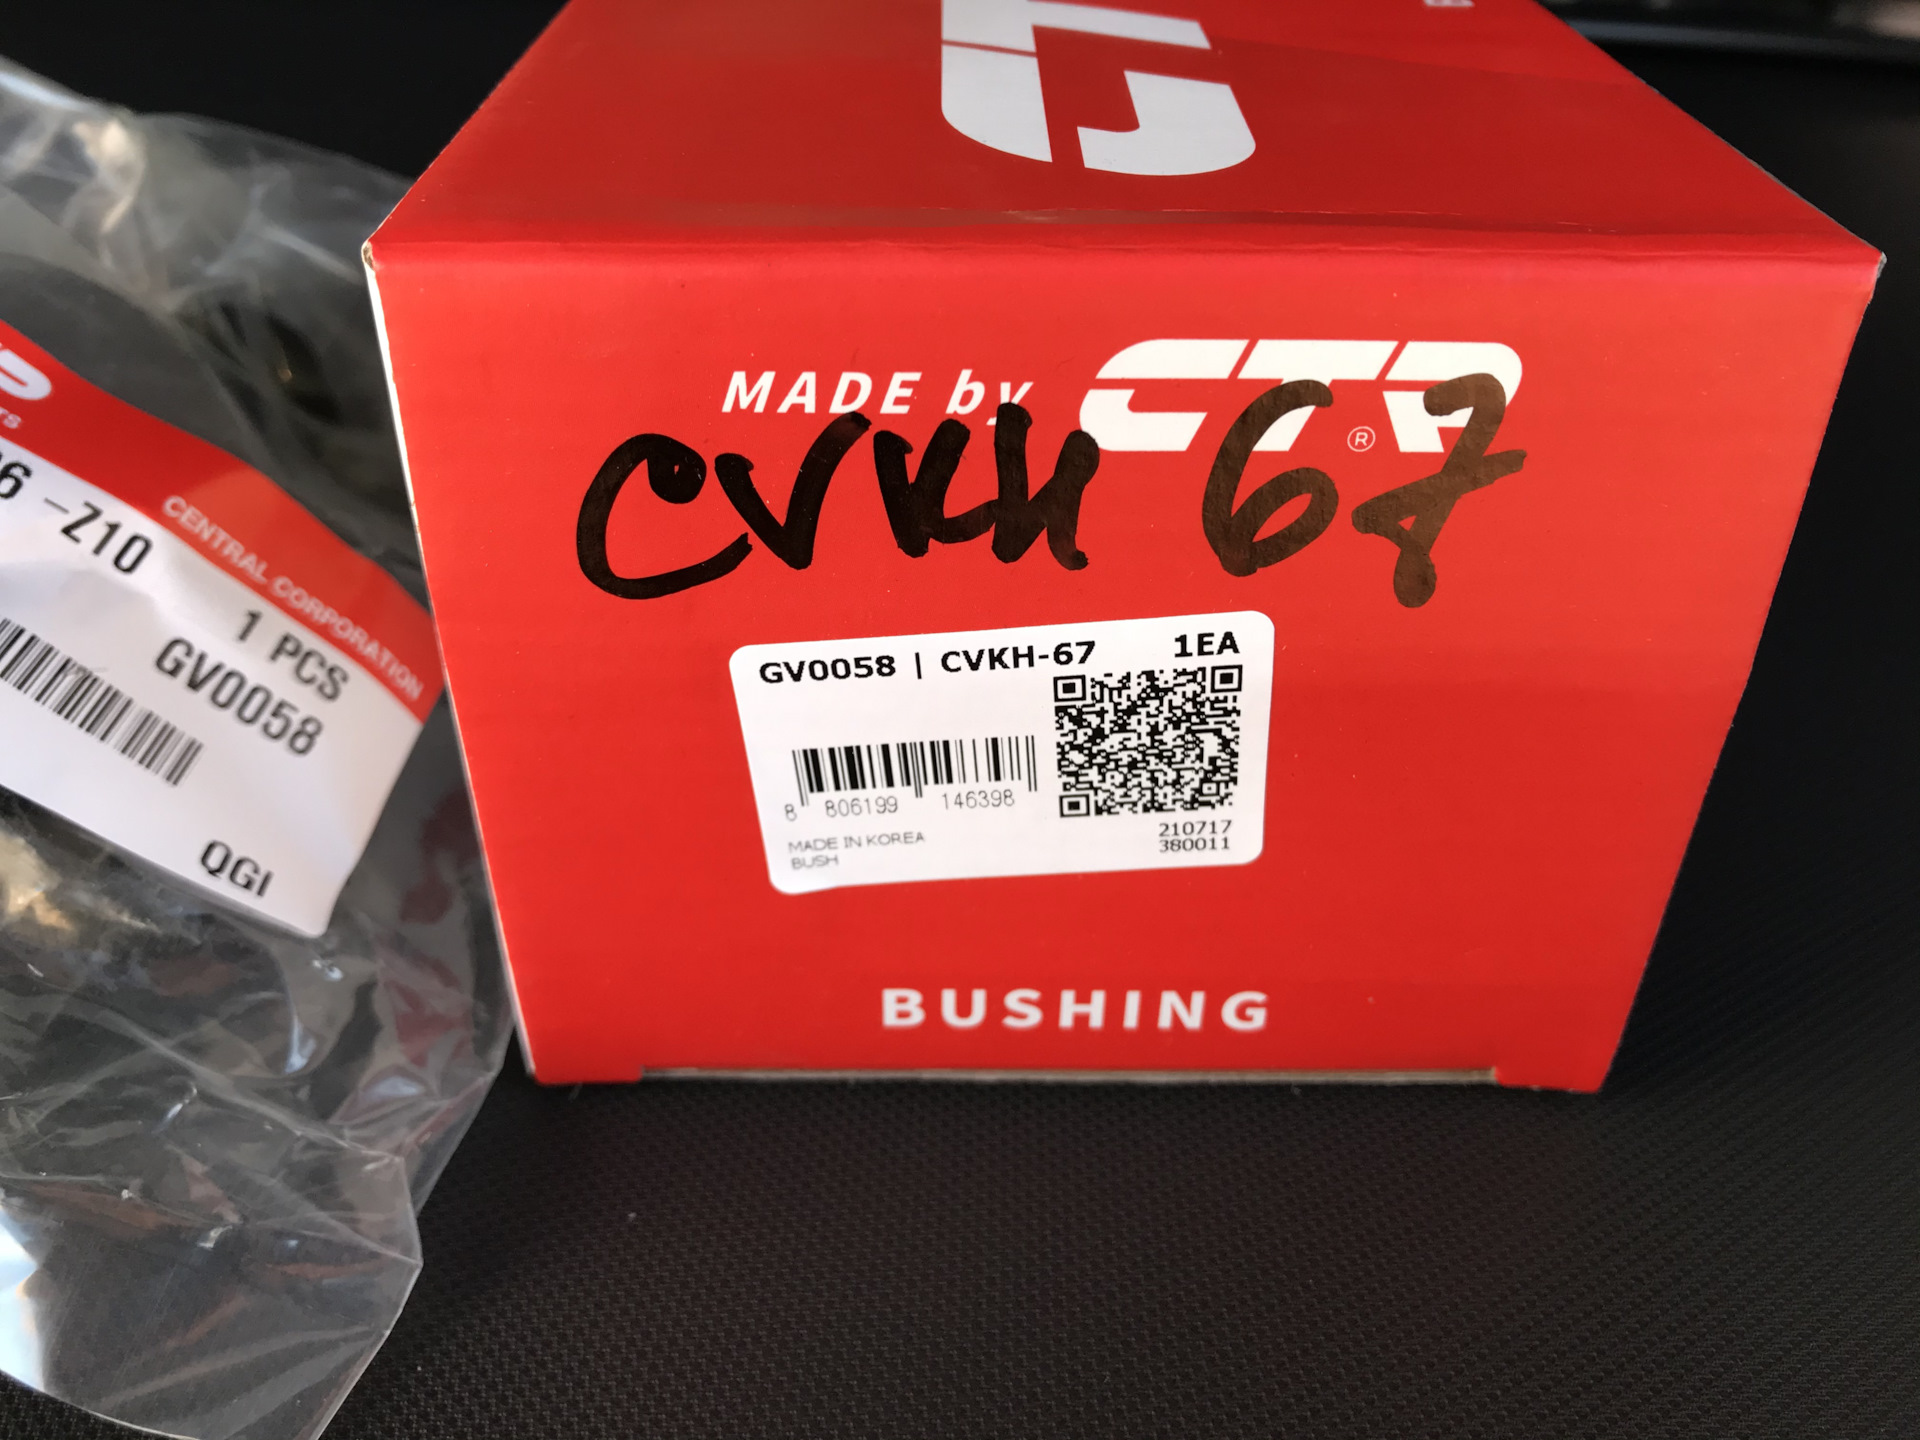 MADE by CTR
®
CVKH 67
GV0058 | CVKH-67 1EA
8 806199 146398
MADE IN KOREA
BUSH
210717
380011
BUSHING
CENTRAL CORPORATION
6 -Z10
1 PCS
GV0058
QGI